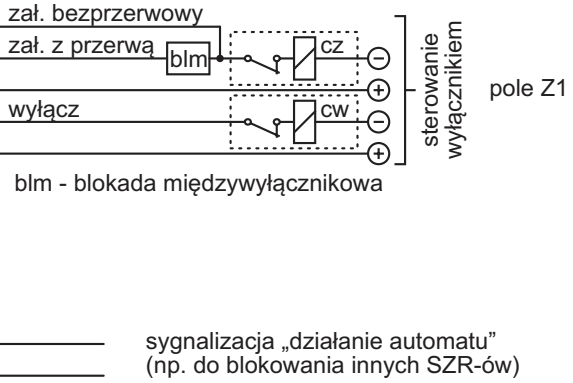 zał. bezprzerwowy
zał. z przerwą
blm
cz
−
+
wyłącz
cw
−
+
sterowanie
wyłącznikiem
pole Z1
blm - blokada międzywyłącznikowa
sygnalizacja „działanie automatu”
(np. do blokowania innych SZR-ów)